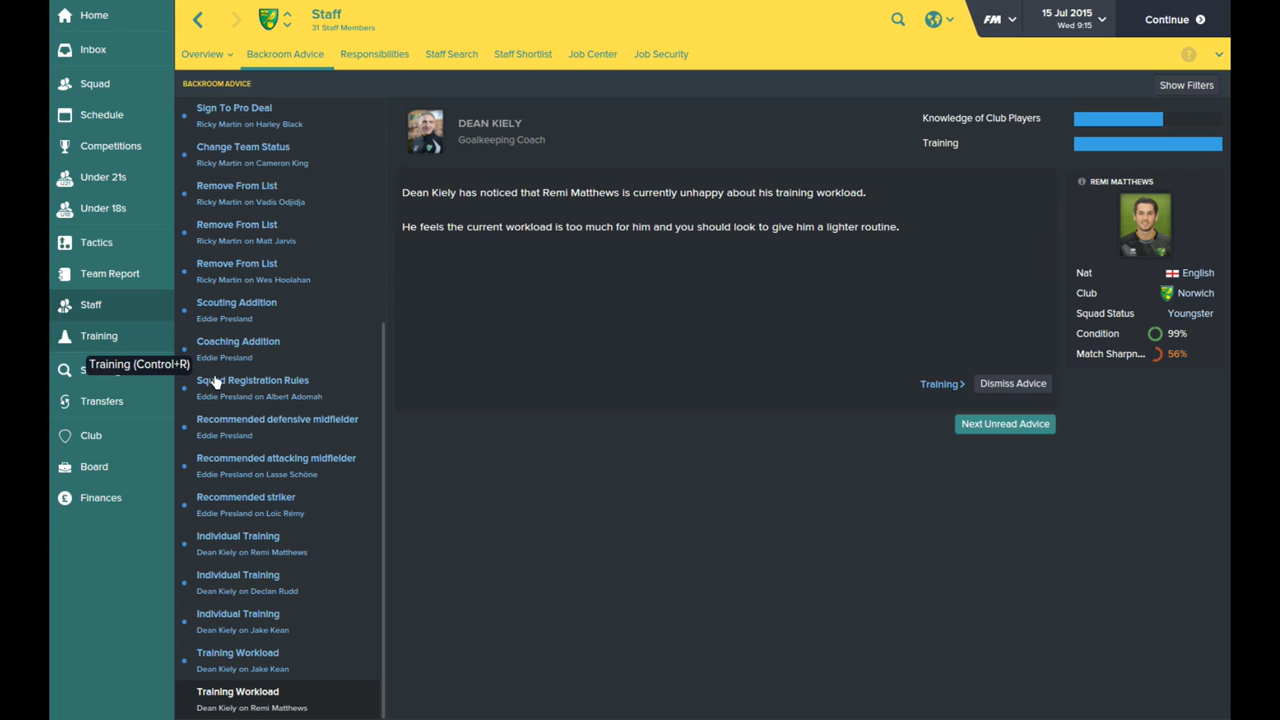 Home
Inbox
Squad
Schedule
Competitions
Under 21s
Under 18s
Tactics
Team Report
Staff
Training
Training (Control+R)
Transfers
Club
Board
Finances
Staff
31 Staff Members
FM
15 Jul 2015
Wed 9:15
Continue
Overview
Backroom Advice
Responsibilities
Staff Search
Staff Shortlist
Job Center
Job Security
BACKROOM ADVICE
Show Filters
Sign To Pro Deal
Ricky Martin on Harley Black
Change Team Status
Ricky Martin on Cameron King
Remove From List
Ricky Martin on Vadis Odjidja
Remove From List
Ricky Martin on Matt Jarvis
Remove From List
Ricky Martin on Wes Hoolahan
Scouting Addition
Eddie Presland
Coaching Addition
Eddie Presland
Squad Registration Rules
Eddie Presland on Albert Adomah
Recommended defensive midfielder
Eddie Presland
Recommended attacking midfielder
Eddie Presland on Lasse Schöne
Recommended striker
Eddie Presland on Loïc Rémy
Individual Training
Dean Kiely on Remi Matthews
Individual Training
Dean Kiely on Declan Rudd
Individual Training
Dean Kiely on Jake Kean
Training Workload
Dean Kiely on Jake Kean
Training Workload
Dean Kiely on Remi Matthews
DEAN KIELY
Goalkeeping Coach
Knowledge of Club Players
Training
Dean Kiely has noticed that Remi Matthews is currently unhappy about his training workload.
He feels the current workload is too much for him and you should look to give him a lighter routine.
Training
Dismiss Advice
Next Unread Advice
REMI MATTHEWS
Nat English
Club Norwich
Squad Status Youngster
Condition 99%
Match Sharpn... 56%